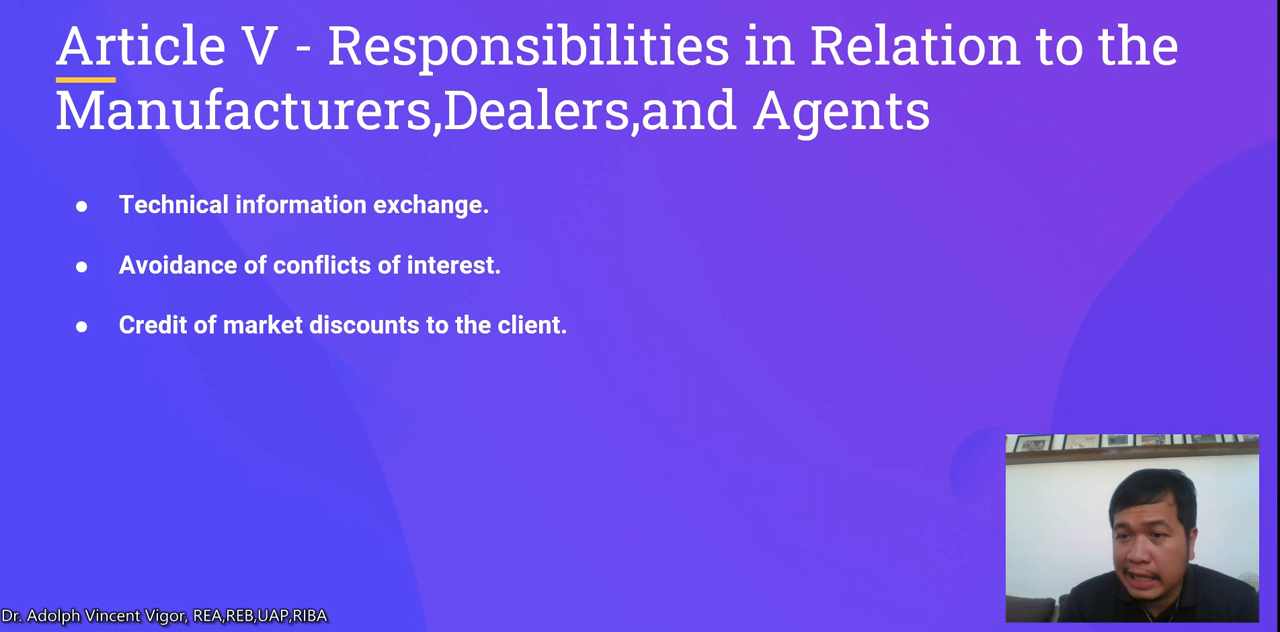 Article V - Responsibilities in Relation to the
Manufacturers,Dealers,and Agents
● Technical information exchange.
● Avoidance of conflicts of interest.
● Credit of market discounts to the client.
Dr. Adolph Vincent Vigor, REA,REB,UAP,RIBA